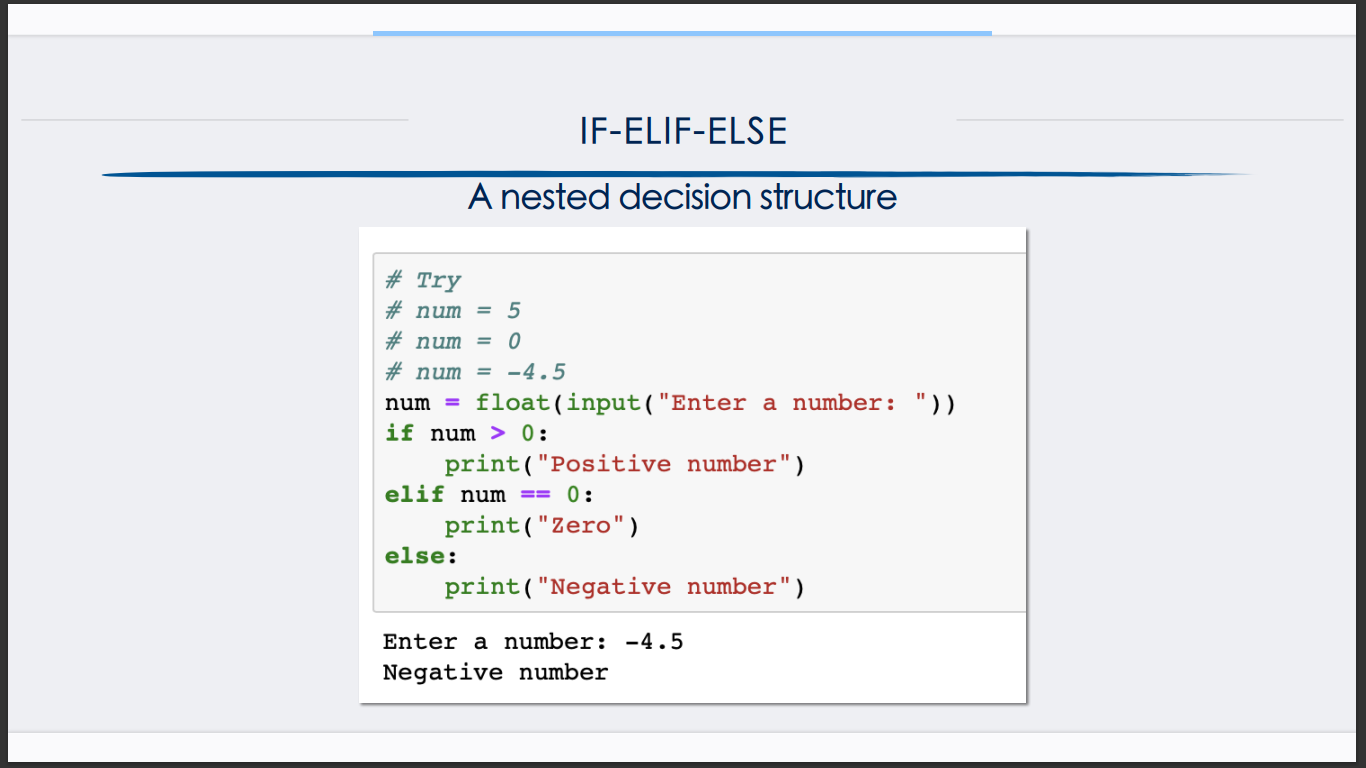 IF-ELIF-ELSE
A nested decision structure
# Try
# num = 5
# num = 0
# num = -4.5
num = float(input("Enter a number: "))
if num > 0:
    print("Positive number")
elif num == 0:
    print("Zero")
else:
    print("Negative number")
Enter a number: -4.5
Negative number